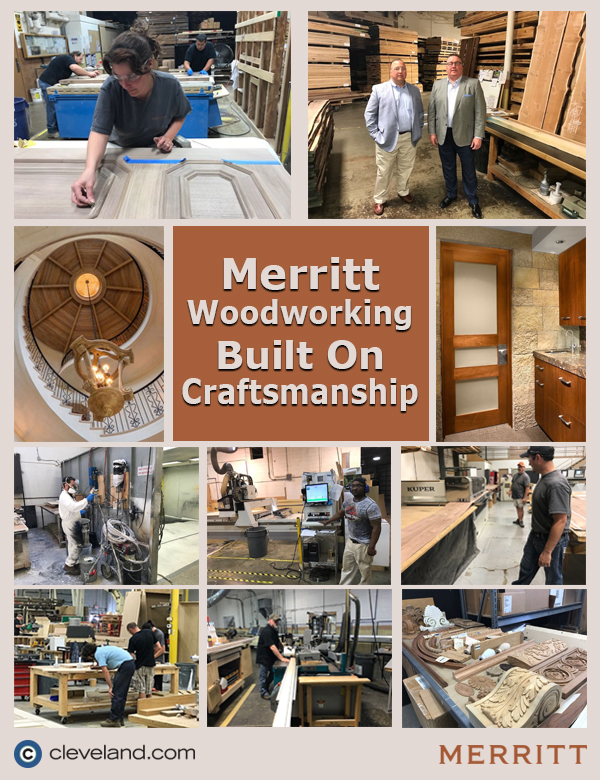 Merritt
Woodworking
Built On
Craftsmanship
KUPER
C cleveland.com
MERRITT